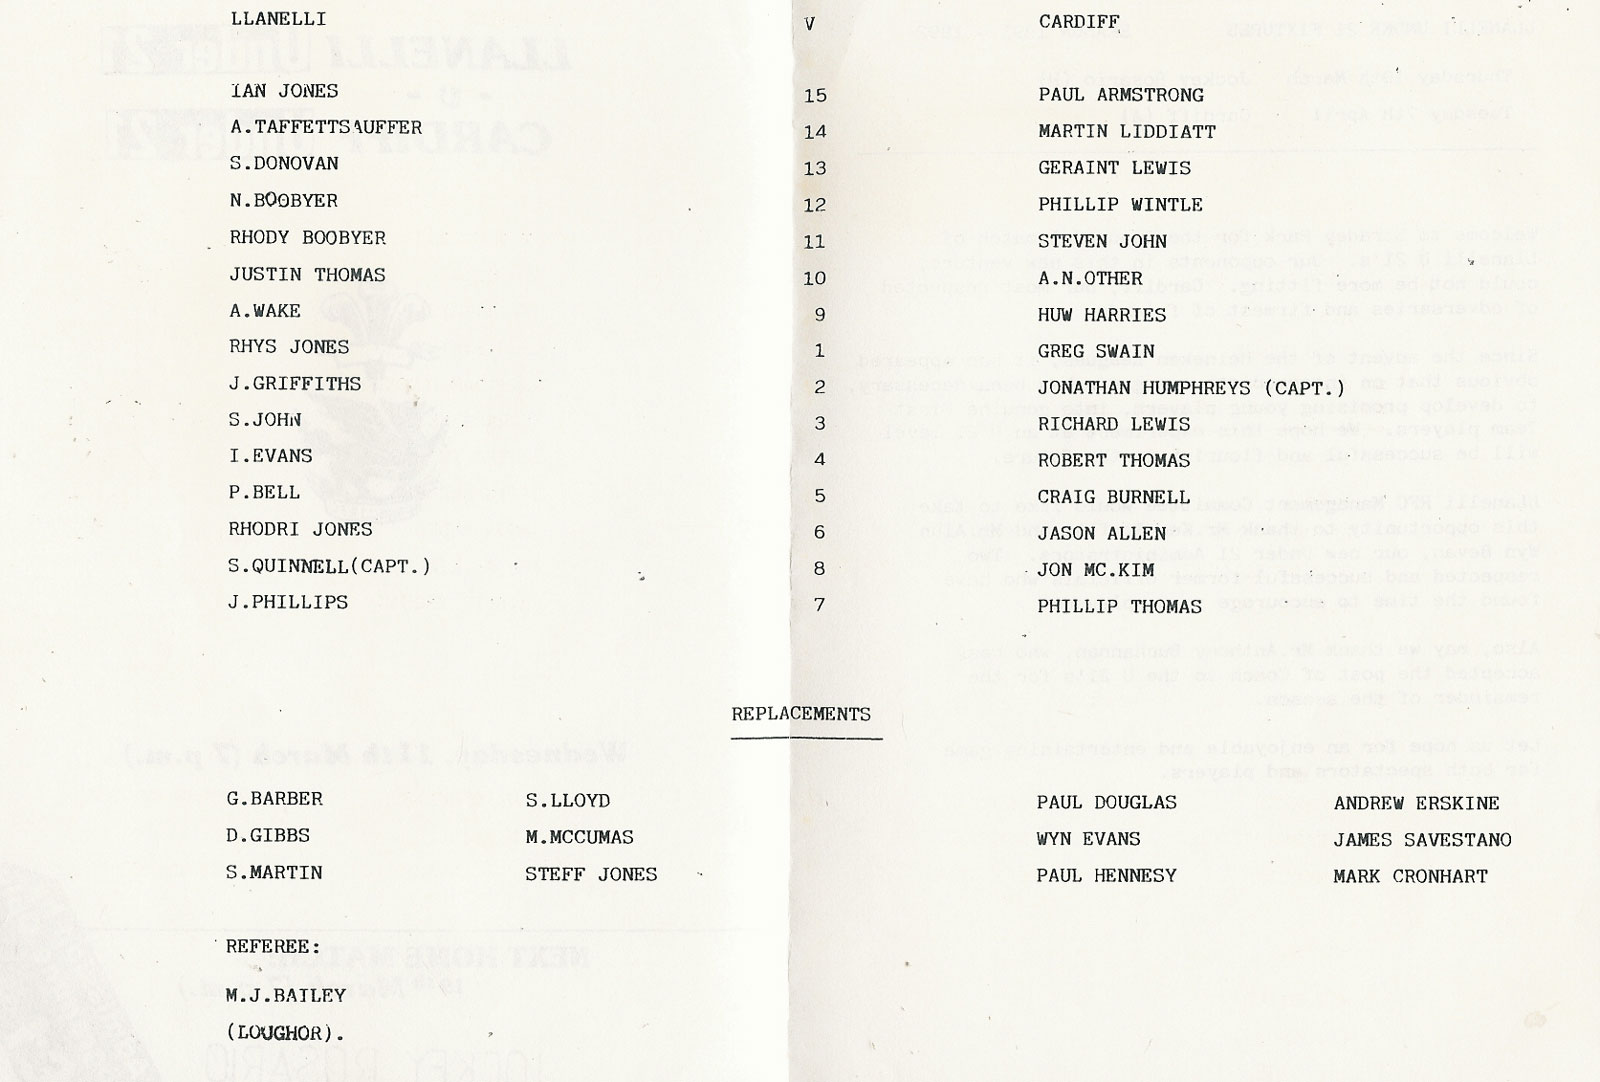 LLANELLI V CARDIFF
IAN JONES 15 PAUL ARMSTRONG
A.TAFFETTSAUFFER 14 MARTIN LIDDIATT
S.DONOVAN 13 GERAINT LEWIS
N.BOOBYER 12 PHILLIP WINTLE
RHODY BOOBYER 11 STEVEN JOHN
JUSTIN THOMAS 10 A.N.OTHER
A.WAKE 9 HUW HARRIES
RHYS JONES 1 GREG SWAIN
J.GRIFFITHS 2 JONATHAN HUMPHREYS (CAPT.)
S.JOHN 3 RICHARD LEWIS
I.EVANS 4 ROBERT THOMAS
P.BELL 5 CRAIG BURNELL
RHODRI JONES 6 JASON ALLEN
S.QUINNELL(CAPT.) 8 JON MC.KIM
J.PHILLIPS 7 PHILLIP THOMAS
REPLACEMENTS
G.BARBER S.LLOYD PAUL DOUGLAS ANDREW ERSKINE
D.GIBBS M.MCCUMAS WYN EVANS JAMES SAVESTANO
S.MARTIN STEFF JONES PAUL HENNESY MARK CRONHART
REFEREE:
M.J.BAILEY
(LOUGHOR).